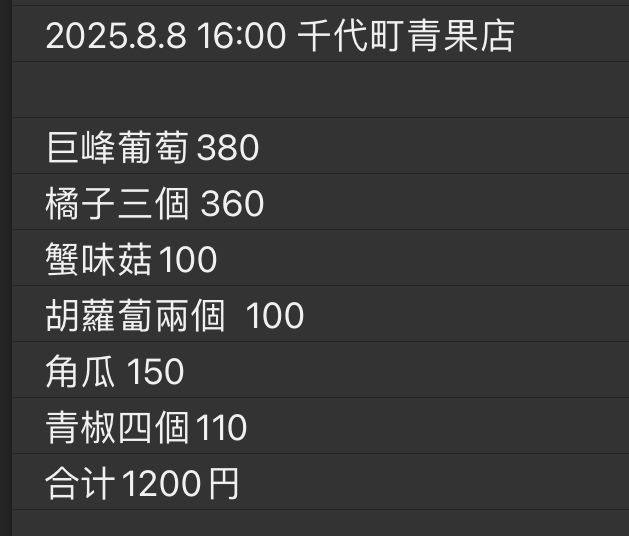 2025.8.8 16:00 千代町青果店
巨峰葡萄 380
橘子三個 360
蟹味菇 100
胡蘿蔔兩個 100
角瓜 150
青椒四個 110
合计 1200 円